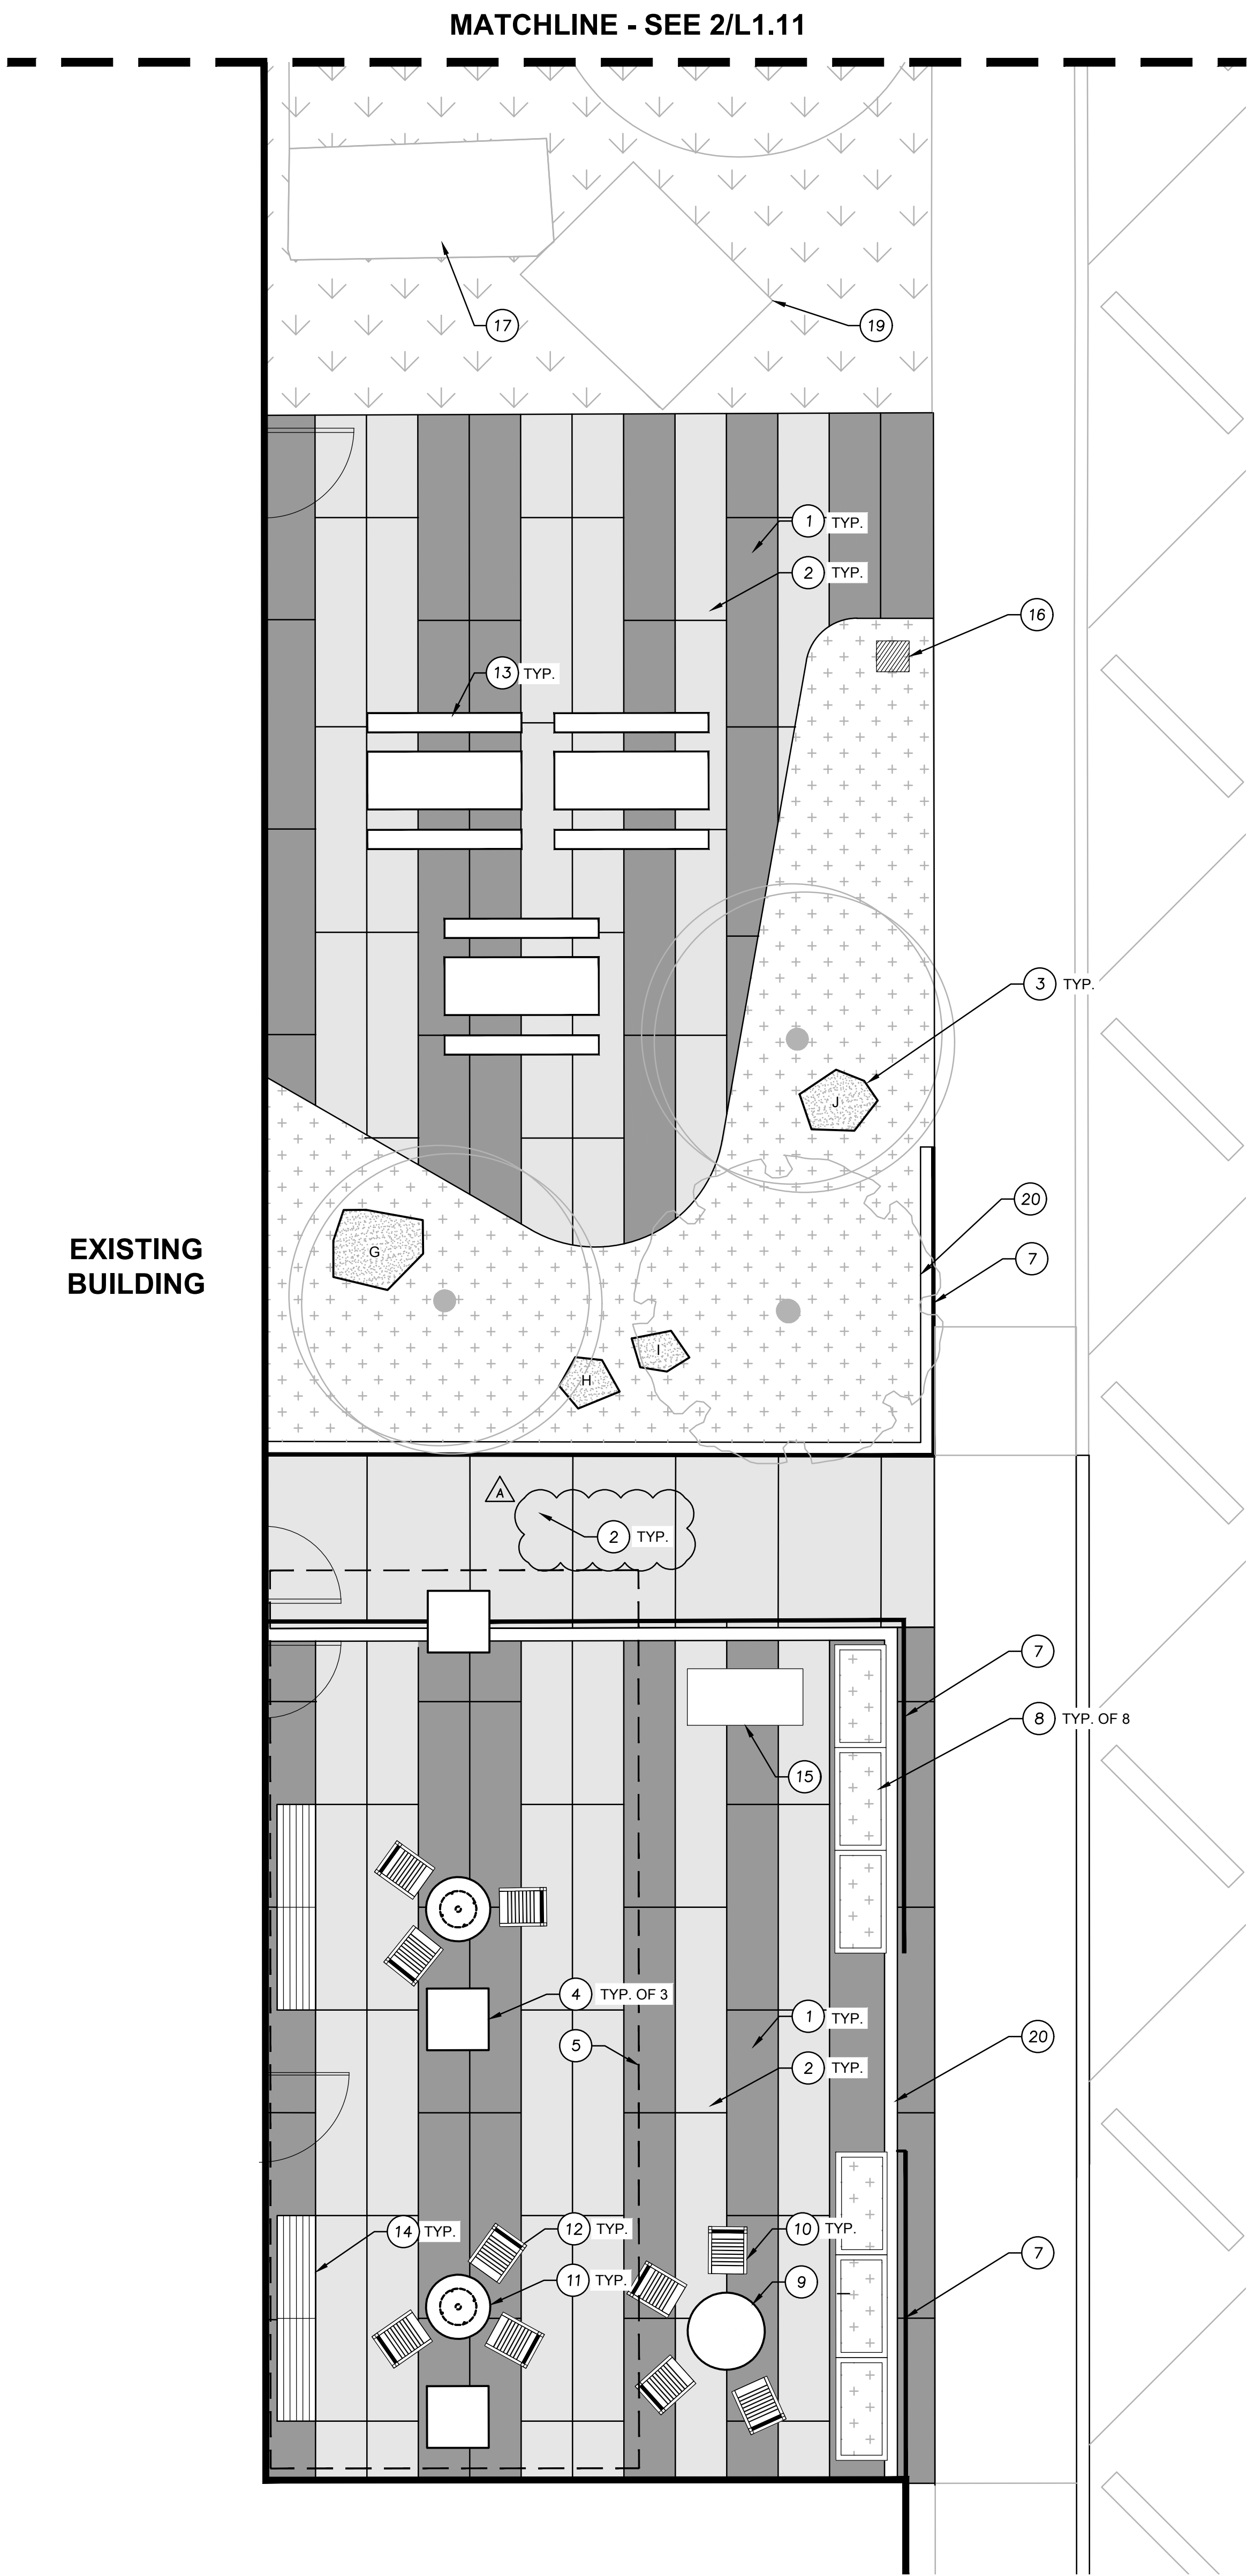 MATCHLINE - SEE 2/L1.11
17
19
1 TYP.
2 TYP.
16
13 TYP.
3 TYP.
J
20
EXISTING
BUILDING
G
7
I
H
A
2 TYP.
7
8 TYP. OF 8
15
4 TYP. OF 3
1 TYP.
5
20
2 TYP.
14 TYP.
12 TYP.
10 TYP.
7
11 TYP.
9